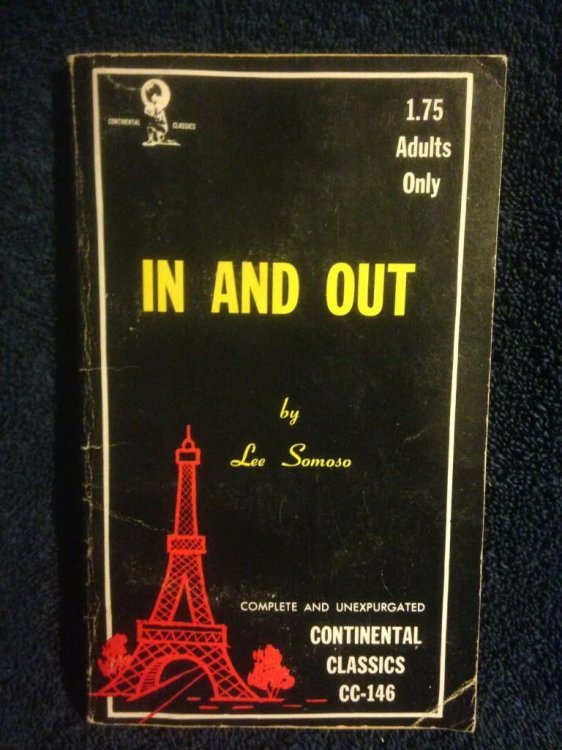 CONTINENTAL CLASSICS
1.75
Adults
Only
IN AND OUT
by
Lee Somoso
COMPLETE AND UNEXPURGATED
CONTINENTAL
CLASSICS
CC-146